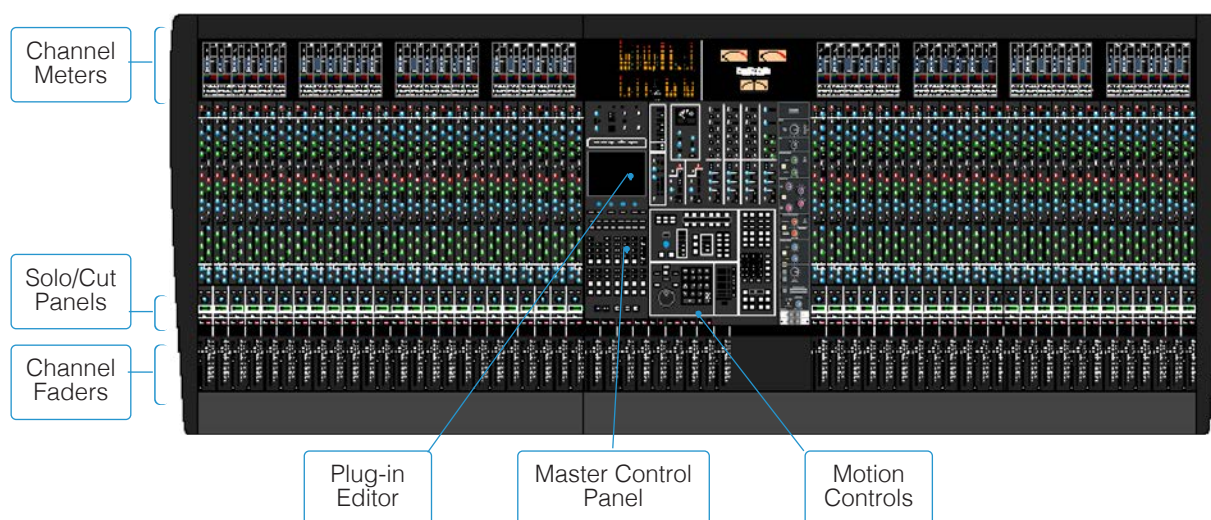 Channel
Meters
Solo/Cut
Panels
Channel
Faders
Plug-in
Editor
Master Control
Panel
Motion
Controls